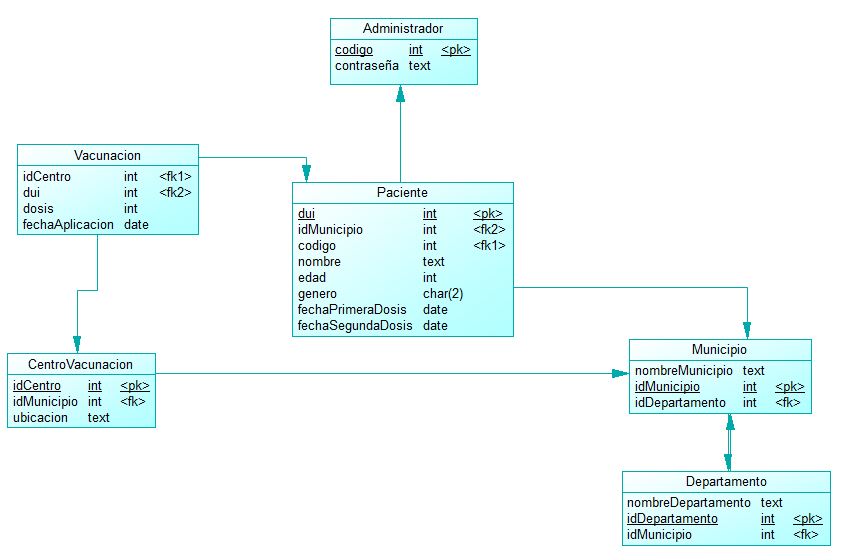 Administrador
codigo int <pk>
contraseña text
Vacunacion
idCentro int <fk1>
dui int <fk2>
dosis int
fechaAplicacion date
Paciente
dui int <pk>
idMunicipio int <fk2>
codigo int <fk1>
nombre text
edad int
genero char(2)
fechaPrimeraDosis date
fechaSegundaDosis date
CentroVacunacion
idCentro int <pk>
idMunicipio int <fk>
ubicacion text
Municipio
nombreMunicipio text
idMunicipio int <pk>
idDepartamento int <fk>
Departamento
nombreDepartamento text
idDepartamento int <pk>
idMunicipio int <fk>